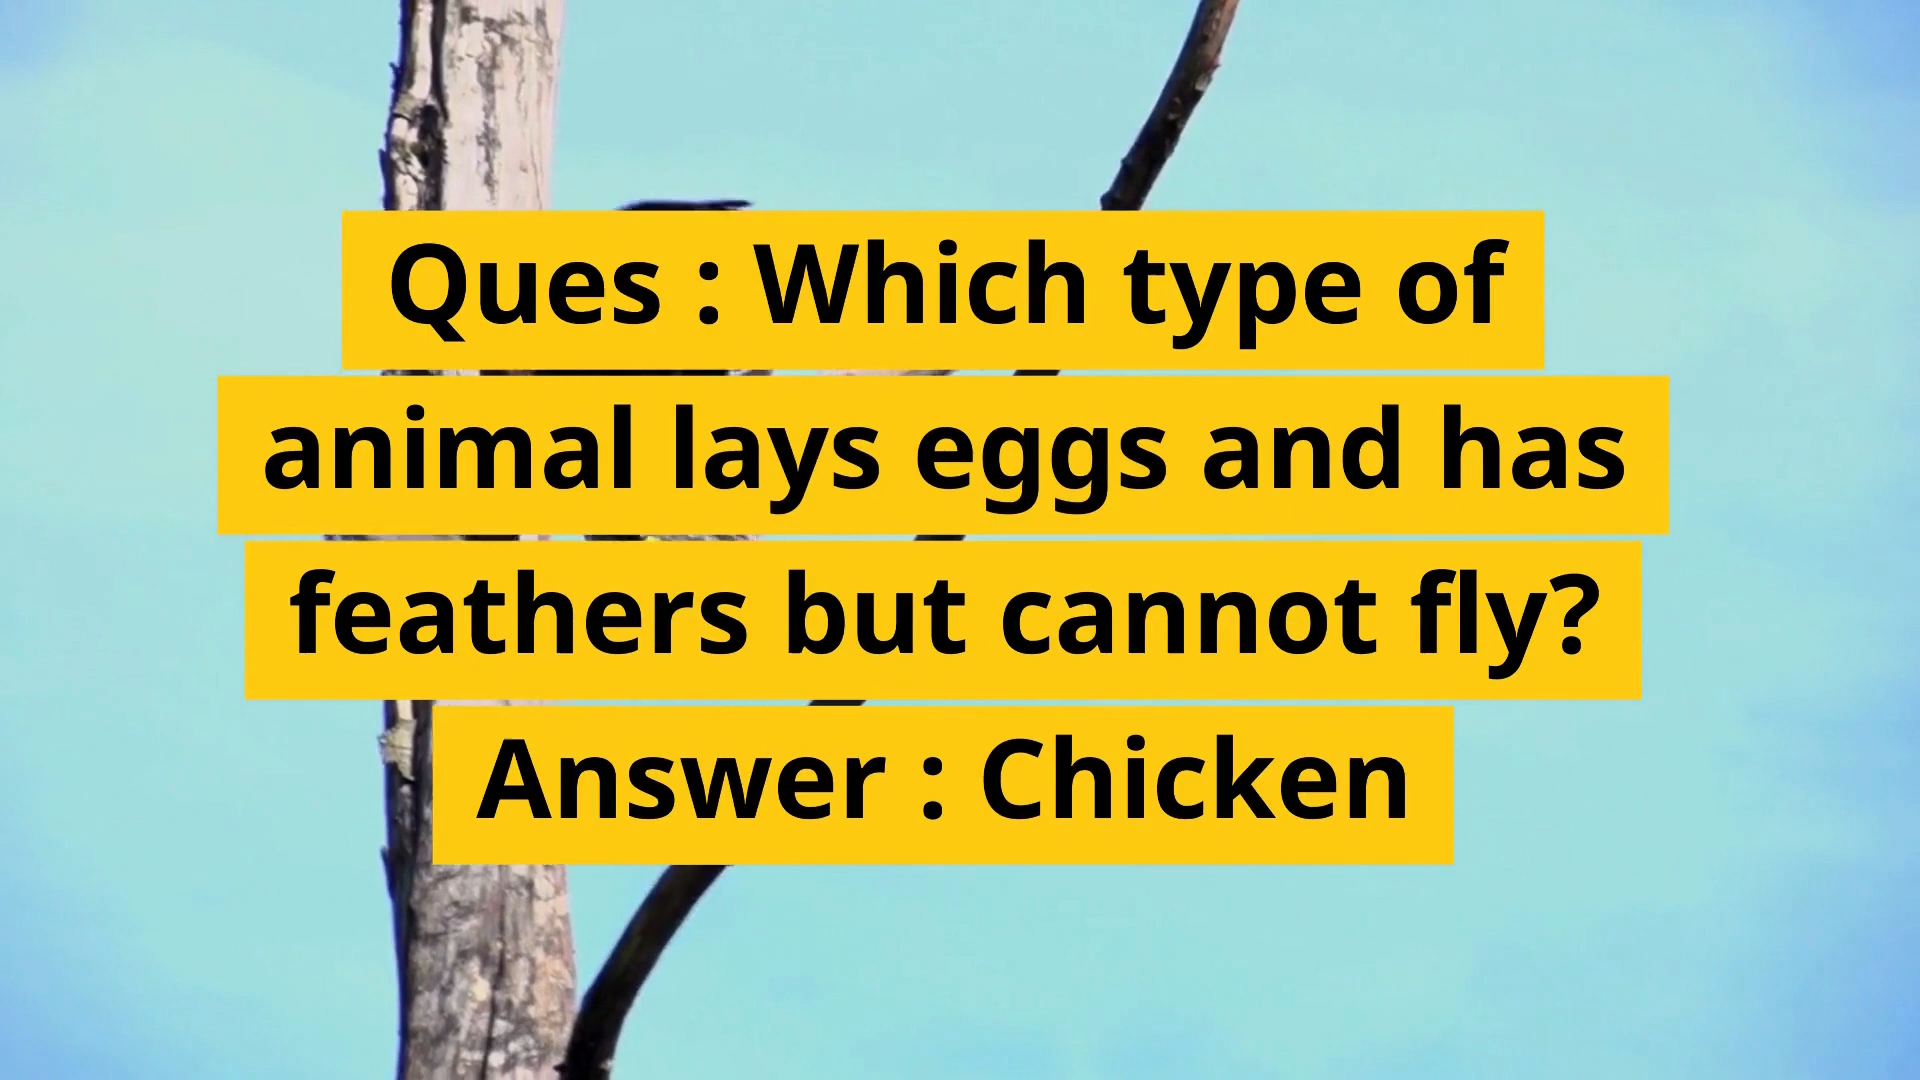 Ques : Which type of
animal lays eggs and has
feathers but cannot fly?
Answer : Chicken